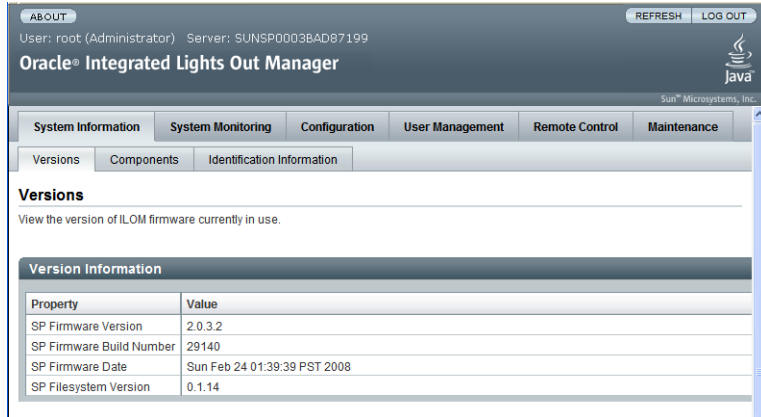 ABOUT
REFRESH LOG OUT
User: root (Administrator) Server: SUNSP0003BAD87199
Oracle® Integrated Lights Out Manager
Java™
Sun™ Microsystems, Inc.
System Information System Monitoring Configuration User Management Remote Control Maintenance
Versions Components Identification Information
Versions
View the version of ILOM firmware currently in use.
Version Information
Property Value
SP Firmware Version 2.0.3.2
SP Firmware Build Number 29140
SP Firmware Date Sun Feb 24 01:39:39 PST 2008
SP Filesystem Version 0.1.14